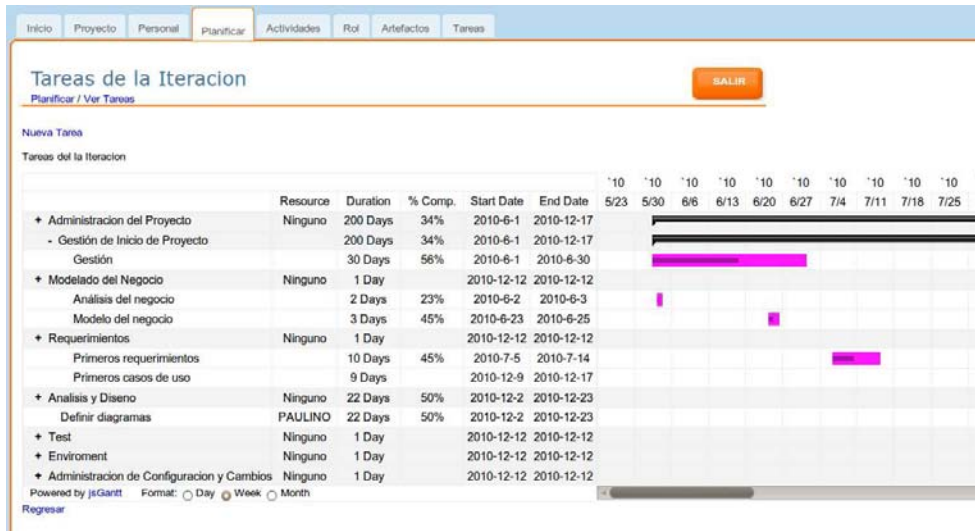 Inicio Proyecto Personal Planificar Actividades Rol Artefactos Tareas
Tareas de la Iteracion
SALIR
Planificar / Ver Tareas
Nueva Tarea
Tareas del la Iteracion
`10 `10 `10 `10 `10 `10 `10 `10 `10 `10
Resource Duration % Comp. Start Date End Date 5/23 5/30 6/6 6/13 6/20 6/27 7/4 7/11 7/18 7/25
+ Administracion del Proyecto Ninguno 200 Days 34% 2010-6-1 2010-12-17
- Gestión de Inicio de Proyecto 200 Days 34% 2010-6-1 2010-12-17
Gestión 30 Days 56% 2010-6-1 2010-6-30
+ Modelado del Negocio Ninguno 1 Day 2010-12-12 2010-12-12
Análisis del negocio 2 Days 23% 2010-6-2 2010-6-3
Modelo del negocio 3 Days 45% 2010-6-23 2010-6-25
+ Requerimientos Ninguno 1 Day 2010-12-12 2010-12-12
Primeros requerimientos 10 Days 45% 2010-7-5 2010-7-14
Primeros casos de uso 9 Days 2010-12-9 2010-12-17
+ Analisis y Diseno Ninguno 22 Days 50% 2010-12-2 2010-12-23
Definir diagramas PAULINO 22 Days 50% 2010-12-2 2010-12-23
+ Test Ninguno 1 Day 2010-12-12 2010-12-12
+ Enviroment Ninguno 1 Day 2010-12-12 2010-12-12
+ Administracion de Configuracion y Cambios Ninguno 1 Day 2010-12-12 2010-12-12
Powered by jsGantt Format: Day Week Month
Regresar